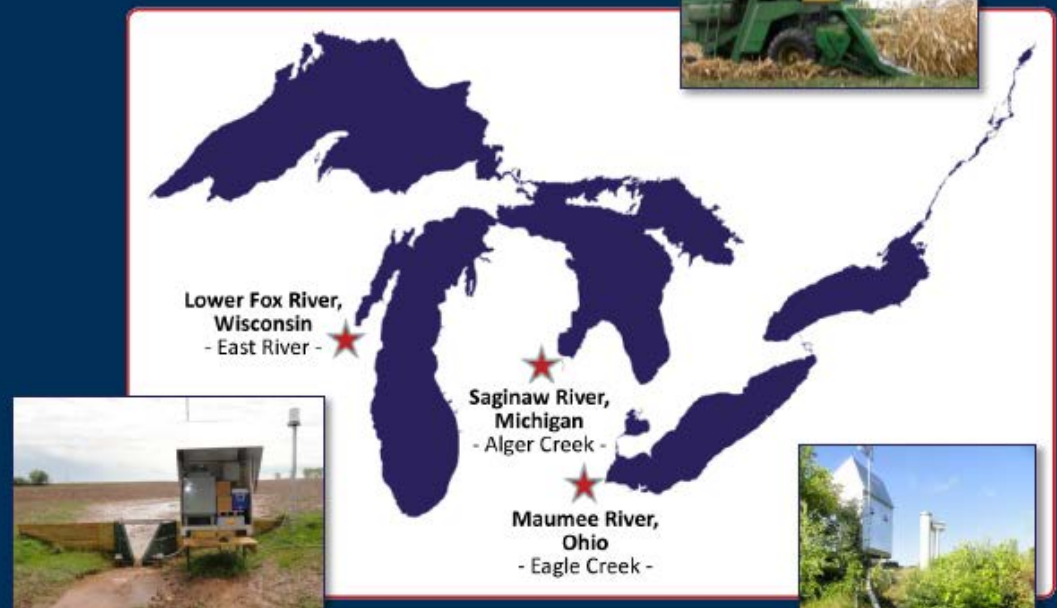 Lower Fox River,
Wisconsin
- East River -
Saginaw River,
Michigan
- Alger Creek -
Maumee River,
Ohio
- Eagle Creek -